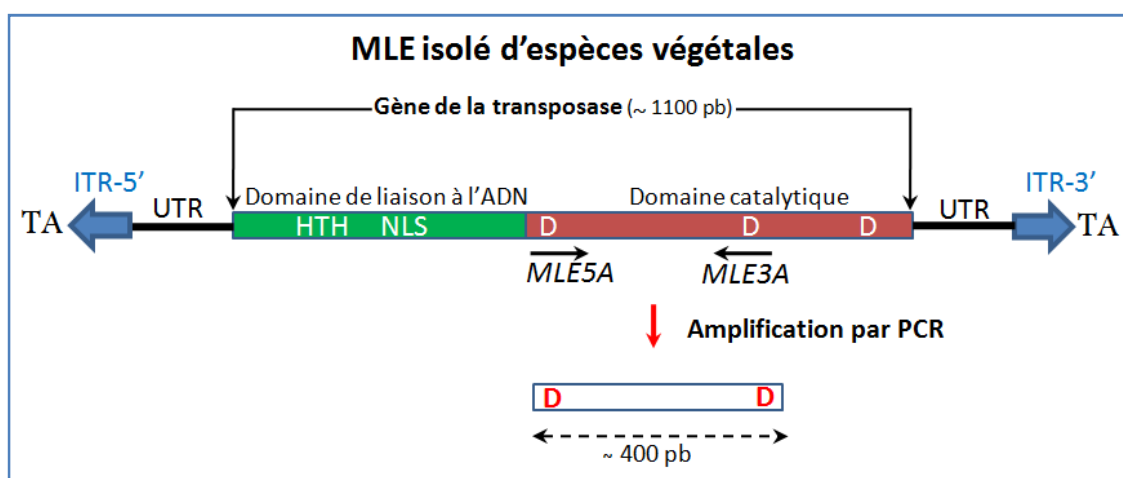 MLE isolé d'espèces végétales
Gène de la transposase (~ 1100 pb)
ITR-5' ITR-3'
Domaine de liaison à l'ADN Domaine catalytique
TA UTR UTR TA
HTH NLS D D D
MLE5A MLE3A
Amplification par PCR
D D
~ 400 pb